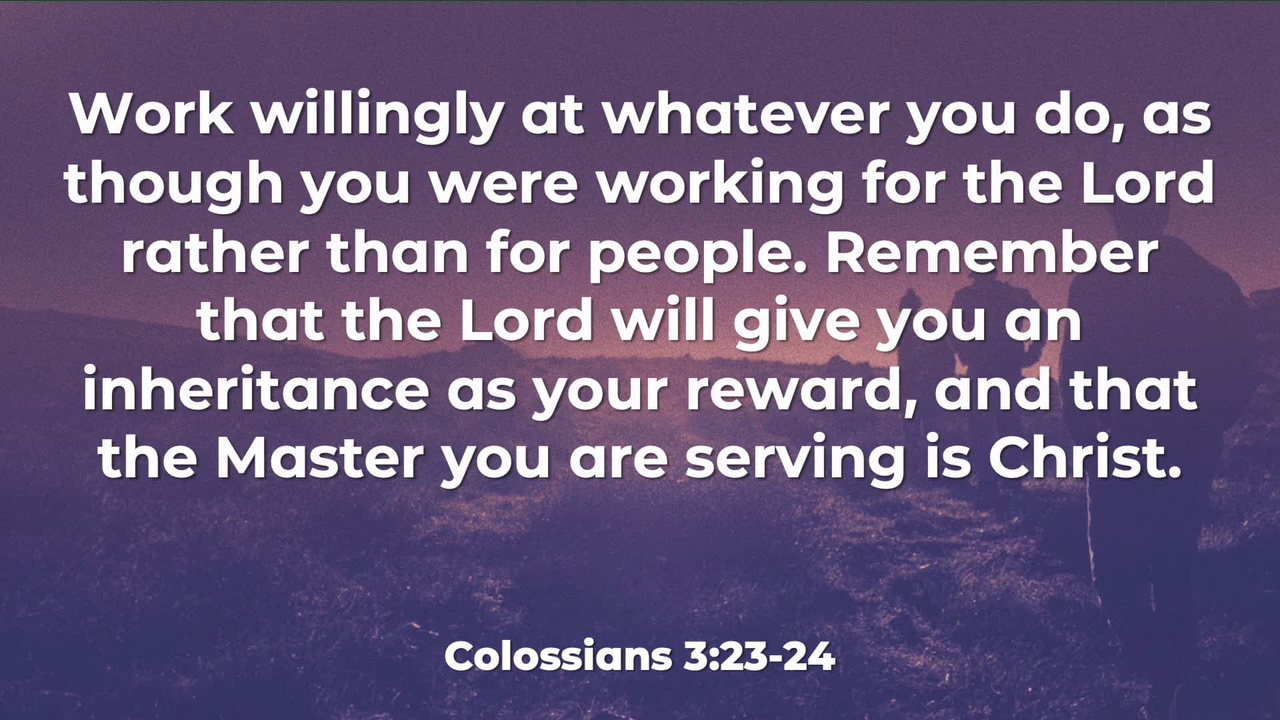 Work willingly at whatever you do, as
though you were working for the Lord
rather than for people. Remember
that the Lord will give you an
inheritance as your reward, and that
the Master you are serving is Christ.
Colossians 3:23-24